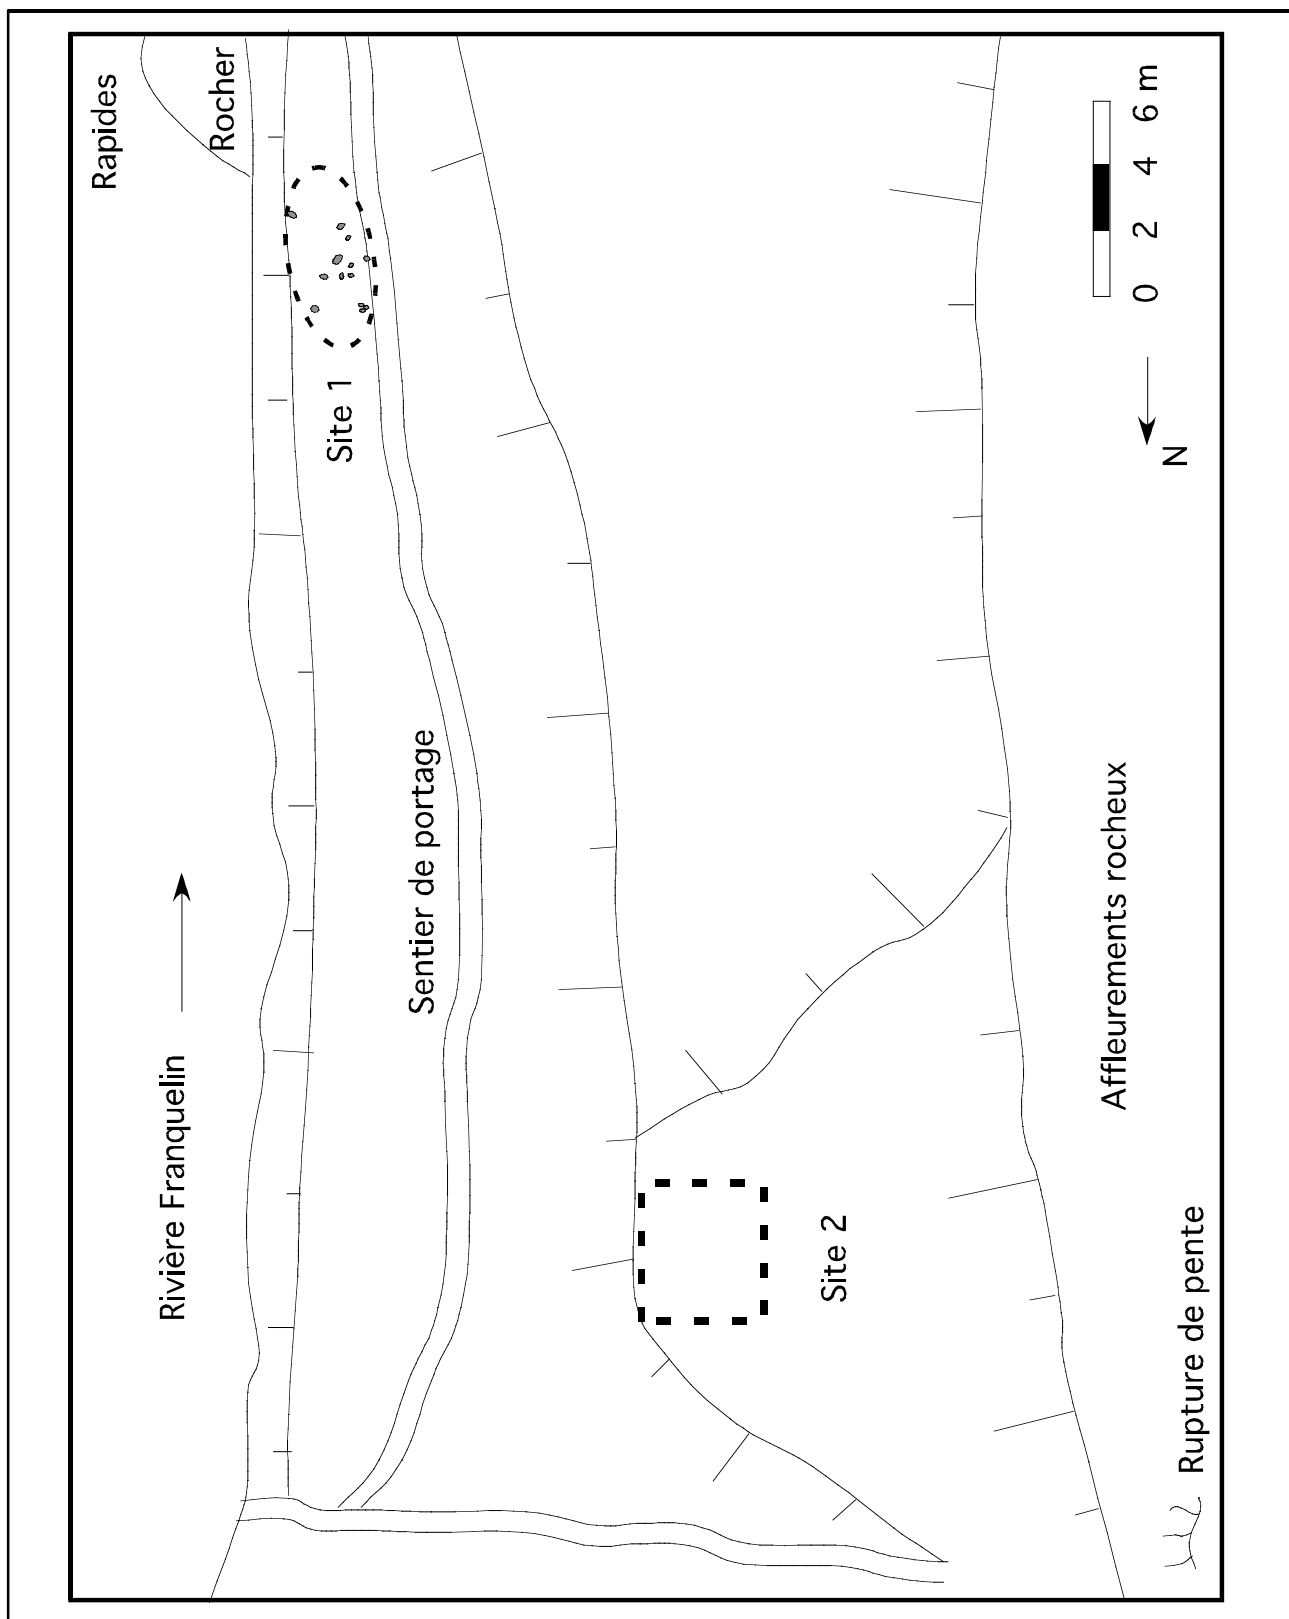 Rapides
Rocher
Rivière Franquelin
Site 1
Sentier de portage
Site 2
0 2 4 6 m
N
Affleurements rocheux
Rupture de pente